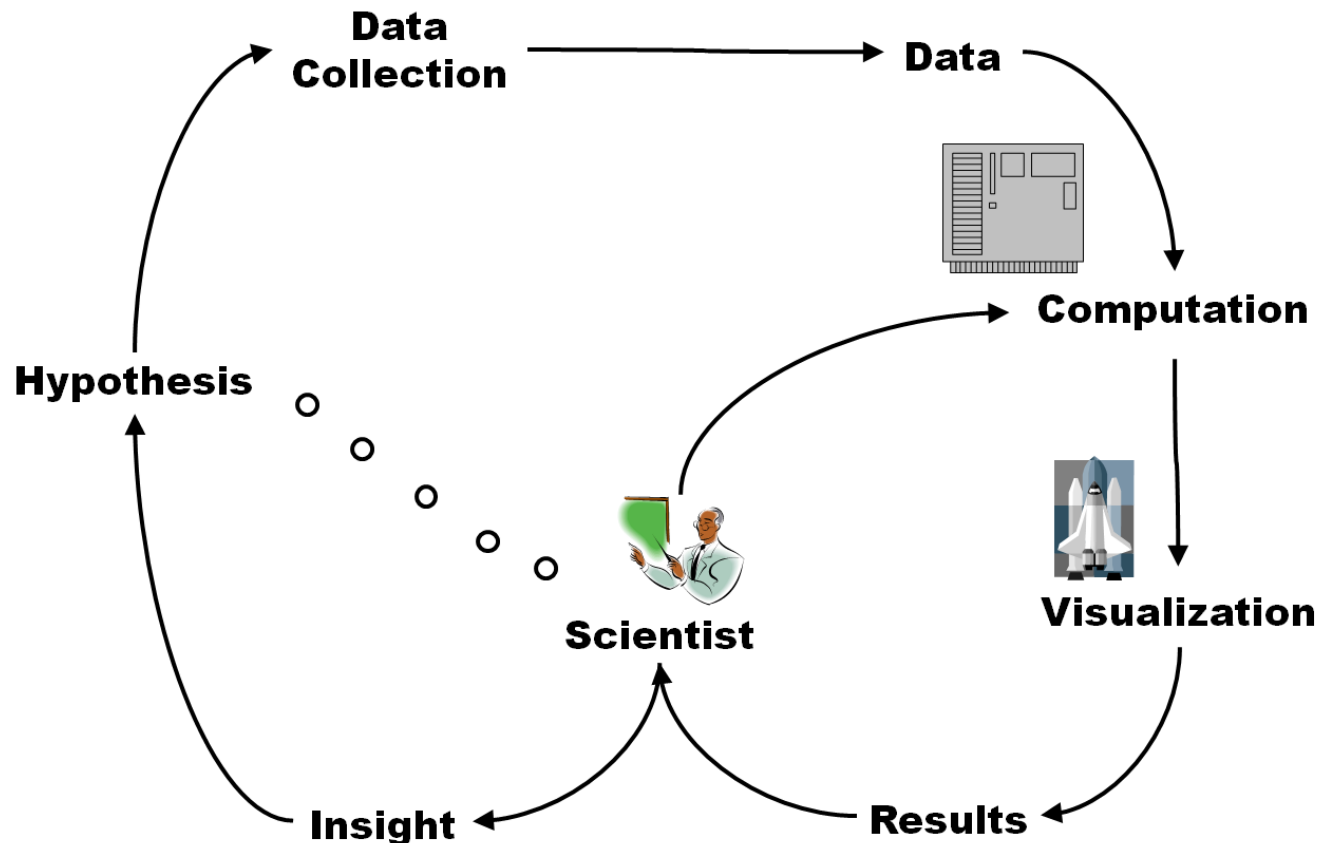 Data
Collection
Data
Computation
Hypothesis
Visualization
Scientist
Insight
Results